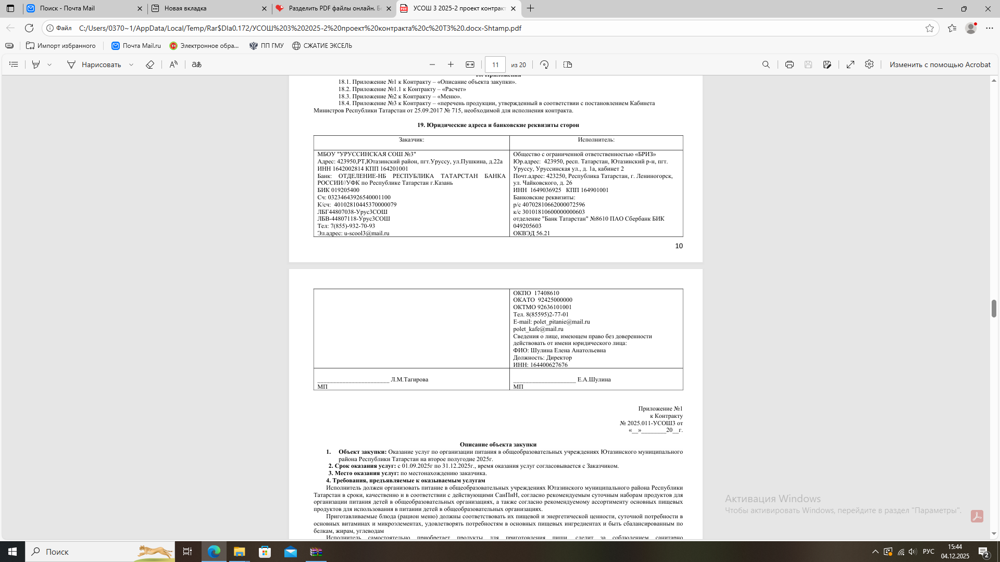 Поиск - Почта Mail
Новая вкладка
Разделить PDF файлы онлайн. Бе
УСОШ 3 2025-2 проект контракт
Файл
C:/Users/0370~1/AppData/Local/Temp/Rar$DIa0.172/УСОШ%203%202025-2%20проект%20контракта%20с%20ТЗ%20.docx-Shtamp.pdf
Импорт избранного
Почта Mail.ru
Электронное обра...
ПП ГМУ
СЖАТИЕ ЭКСЕЛЬ
Нарисовать
11 из 20
Изменить с помощью Acrobat
18. Приложения
18.1. Приложение №1 к Контракту – «Описание объекта закупки».
18.2. Приложение №1.1 к Контракту – «Расчет»
18.3. Приложение №2 к Контракту – «Меню».
18.4. Приложение №3 к Контракту – «перечень продукции, утвержденный в соответствии с постановлением Кабинета
Министров Республики Татарстан от 25.09.2017 № 715, необходимой для исполнения контракта.
19. Юридические адреса и банковские реквизиты сторон
Заказчик:
Исполнитель:
МБОУ "УРУССИНСКАЯ СОШ №3"
Адрес: 423950,РТ,Ютазинский район, пгт.Уруссу, ул.Пушкина, д.22а
ИНН 1642002814 КПП 164201001
Банк: ОТДЕЛЕНИЕ-НБ РЕСПУБЛИКА ТАТАРСТАН БАНКА
РОССИИ//УФК по Республике Татарстан г.Казань
БИК 019205400
Сч: 03234643926540001100
К/сч: 40102810445370000079
ЛБГ44807038-Урус3СОШ
ЛБВ-44807118-Урус3СОШ
Тел: 7(855)-932-70-93
Эл.адрес: u-scool3@mail.ru
Общество с ограниченной ответственностью «БРИЗ»
Юр.адрес: 423950, респ. Татарстан, Ютазинский р-н, пгт.
Уруссу, Уруссинская ул., д. 1а, кабинет 2
Почт.адрес: 423250, Республика Татарстан, г. Лениногорск,
ул. Чайковского, д. 26
ИНН 1649036925 КПП 164901001
Банковские реквизиты:
р/с 40702810662000072596
к/с 30101810600000000603
отделение "Банк Татарстан" №8610 ПАО Сбербанк БИК
049205603
ОКВЭД 56.21
10
ОКПО 17408610
ОКАТО 92425000000
ОКТМО 92636101001
Тел. 8(85595)2-77-01
E-mail: polet_pitanie@mail.ru
polet_kafe@mail.ru
Сведения о лице, имеющем право без доверенности
действовать от имени юридического лица:
ФИО: Шулина Елена Анатольевна
Должность: Директор
ИНН: 164400627676
_______________________ Л.М.Тагирова
МП
____________________ Е.А.Шулина
МП
Приложение №1
к Контракту
№ 2025.011-УСОШ3 от
«__»________20__г.
Описание объекта закупки
1. Объект закупки: Оказание услуг по организации питания в общеобразовательных учреждениях Ютазинского муниципального
района Республики Татарстан на второе полугодие 2025г.
2. Срок оказания услуг: с 01.09.2025г по 31.12.2025г., время оказания услуг согласовывается с Заказчиком.
3. Место оказания услуг: по местонахождению заказчика.
4. Требования, предъявляемые к оказываемым услугам
Исполнитель должен организовать питание в общеобразовательных учреждениях Ютазинского муниципального района Республики
Татарстан в сроки, качественно и в соответствии с действующими СанПиН, согласно рекомендуемым суточным наборам продуктов для
организации питания детей в общеобразовательных организациях, а также согласно рекомендуемому ассортименту основных пищевых
продуктов для использования в питании детей в общеобразовательных организациях.
Приготавливаемые блюда (рацион меню) должны соответствовать их пищевой и энергетической ценности, суточной потребности в
основных витаминах и микроэлементах, удовлетворять потребностям в основных пищевых ингредиентах и быть сбалансированным по
белкам, жирам, углеводам
Исполнитель самостоятельно приобретает продукты для приготовления пищи, следит за соблюдением санитарно
Активация Windows
Чтобы активировать Windows, перейдите в раздел "Параметры".
Поиск
РУС
15:44
04.12.2025
2